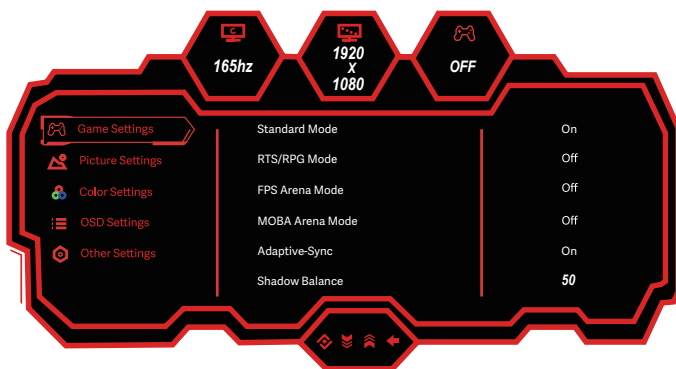 165hz
1920
X
1080
OFF
Game Settings
Picture Settings
Color Settings
OSD Settings
Other Settings
Standard Mode On
RTS/RPG Mode Off
FPS Arena Mode Off
MOBA Arena Mode Off
Adaptive-Sync On
Shadow Balance 50